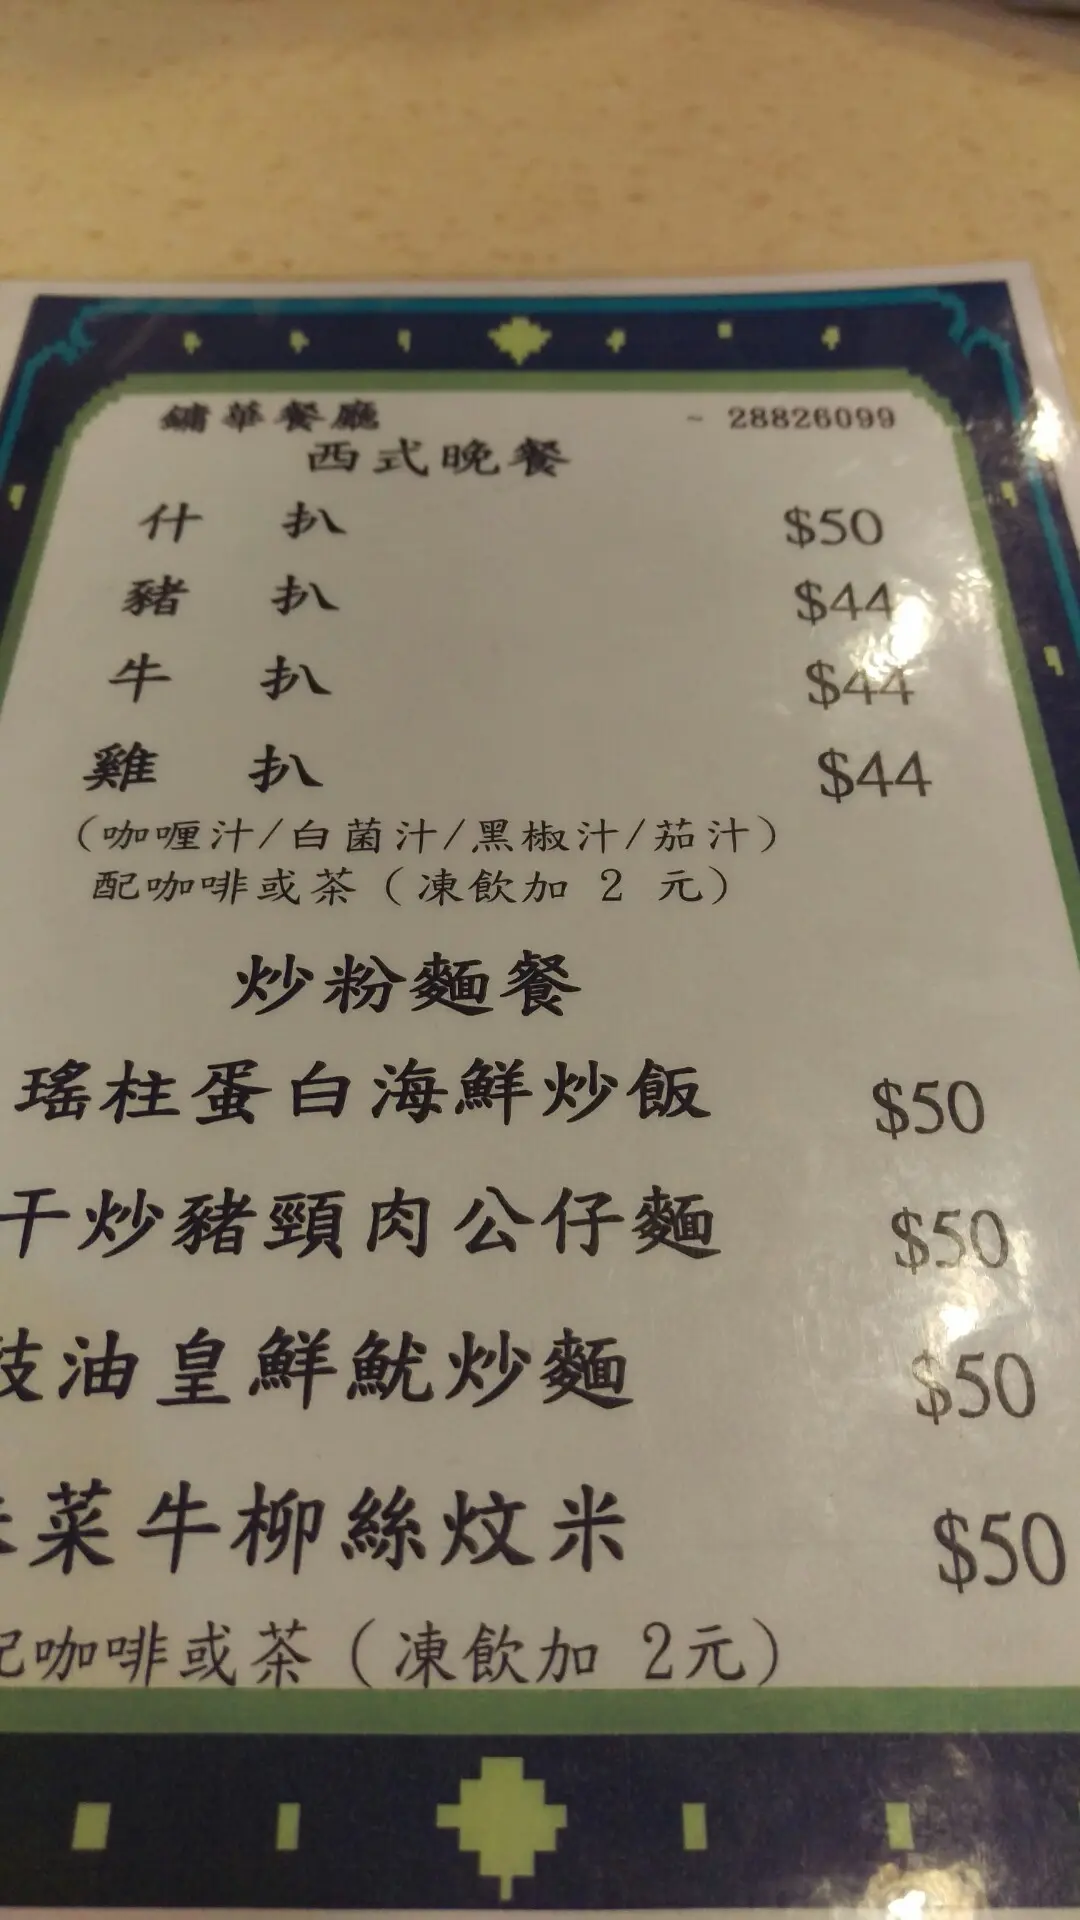 鏞華餐廳 ~ 28826099
西式晚餐
什 扒 $50
豬 扒 $44
牛 扒 $44
雞 扒 $44
(咖喱汁/白菌汁/黑椒汁/茄汁)
配咖啡或茶(凍飲加 2 元)
炒粉麵餐
瑤柱蛋白海鮮炒飯 $50
干炒豬頸肉公仔麵 $50
豉油皇鮮魷炒麵 $50
菜牛柳絲炆米 $50
配咖啡或茶(凍飲加 2元)